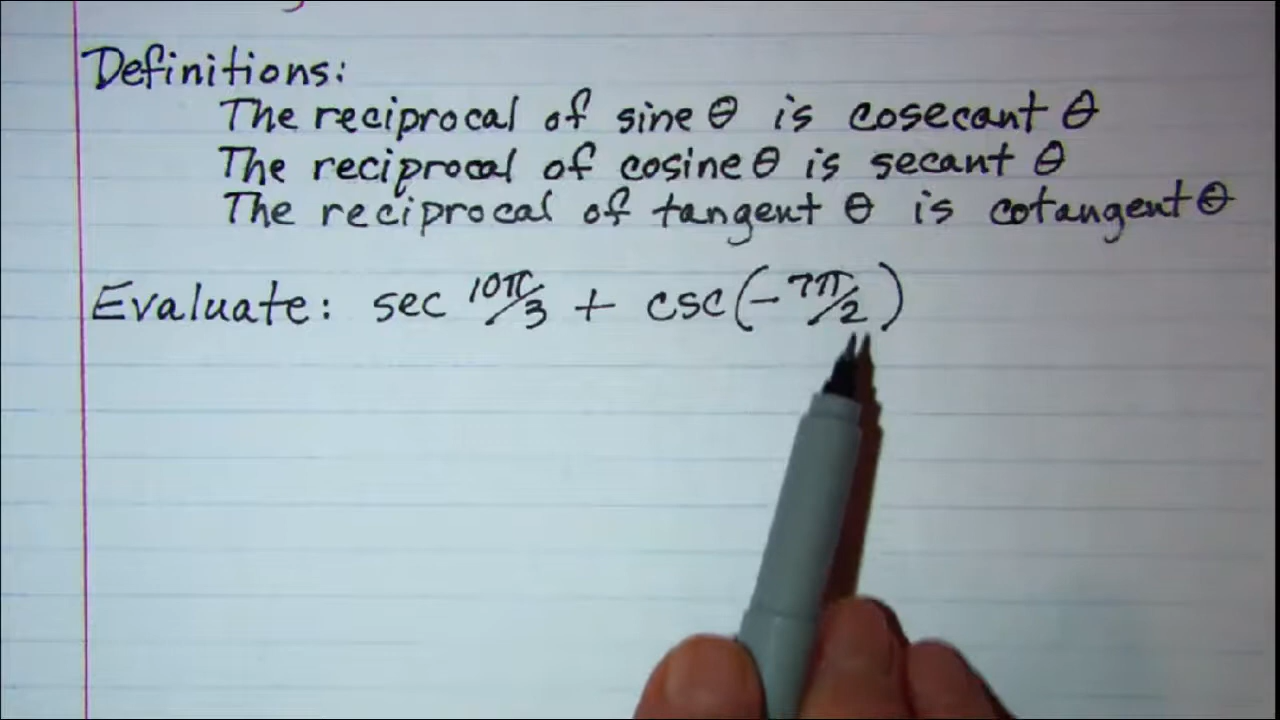 Definitions:
The reciprocal of sine θ is cosecant θ
The reciprocal of cosine θ is secant θ
The reciprocal of tangent θ is cotangent θ
Evaluate: sec 10π/3 + csc(-7π/2)